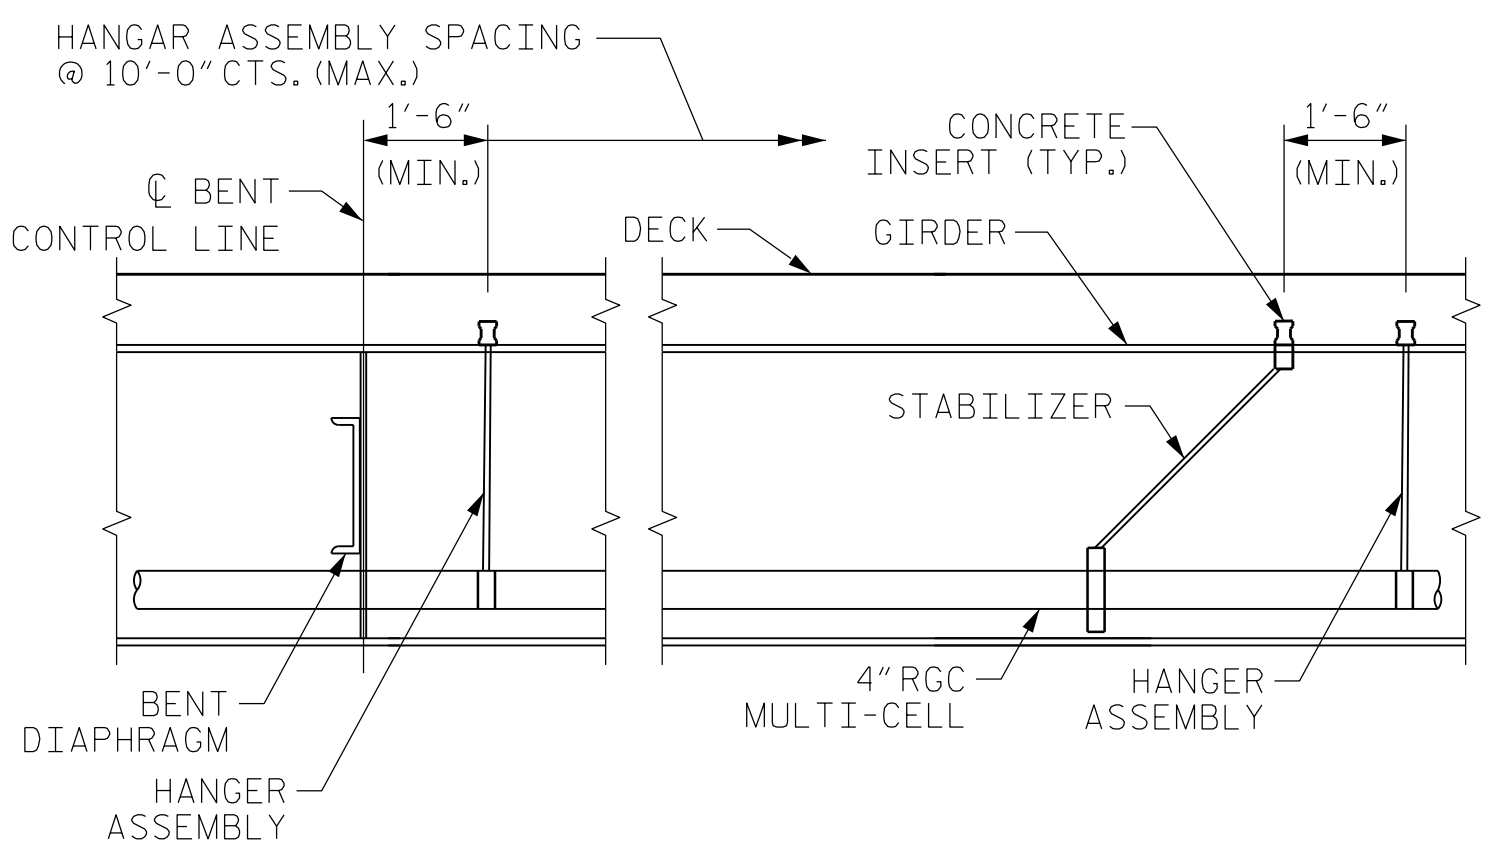 HANGAR ASSEMBLY SPACING
@ 10'-0" CTS. (MAX.)
1'-6"
(MIN.)
℄ BENT
CONTROL LINE
DECK
GIRDER
CONCRETE
INSERT (TYP.)
1'-6"
(MIN.)
STABILIZER
BENT
DIAPHRAGM
HANGER
ASSEMBLY
4" RGC
MULTI-CELL
HANGER
ASSEMBLY